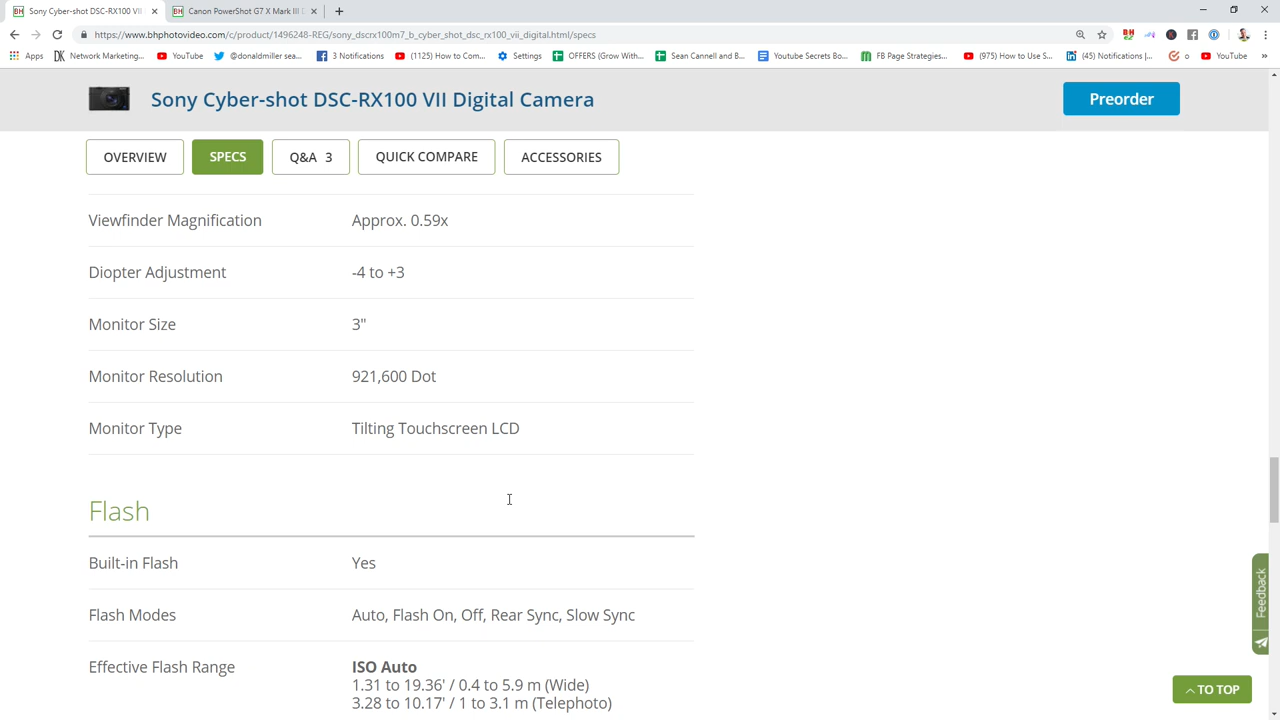 Sony Cyber-shot DSC-RX100 VII
Canon PowerShot G7 X Mark III D
https://www.bhphotovideo.com/c/product/1496248-REG/sony_dscrx100m7_b_cyber_shot_dsc_rx100_vii_digital.html/specs
Apps Network Marketing... YouTube @donaldmiller sea... 3 Notifications (1125) How to Com... Settings OFFERS (Grow With... Sean Cannell and B... Youtube Secrets Bo... FB Page Strategies... (975) How to Use S... (45) Notifications |... o YouTube »
Sony Cyber-shot DSC-RX100 VII Digital Camera
Preorder
OVERVIEW SPECS Q&A 3 QUICK COMPARE ACCESSORIES
Viewfinder Magnification Approx. 0.59x
Diopter Adjustment -4 to +3
Monitor Size 3"
Monitor Resolution 921,600 Dot
Monitor Type Tilting Touchscreen LCD
Flash
Built-in Flash Yes
Flash Modes Auto, Flash On, Off, Rear Sync, Slow Sync
Effective Flash Range ISO Auto
1.31 to 19.36' / 0.4 to 5.9 m (Wide)
3.28 to 10.17' / 1 to 3.1 m (Telephoto)
Feedback
TO TOP